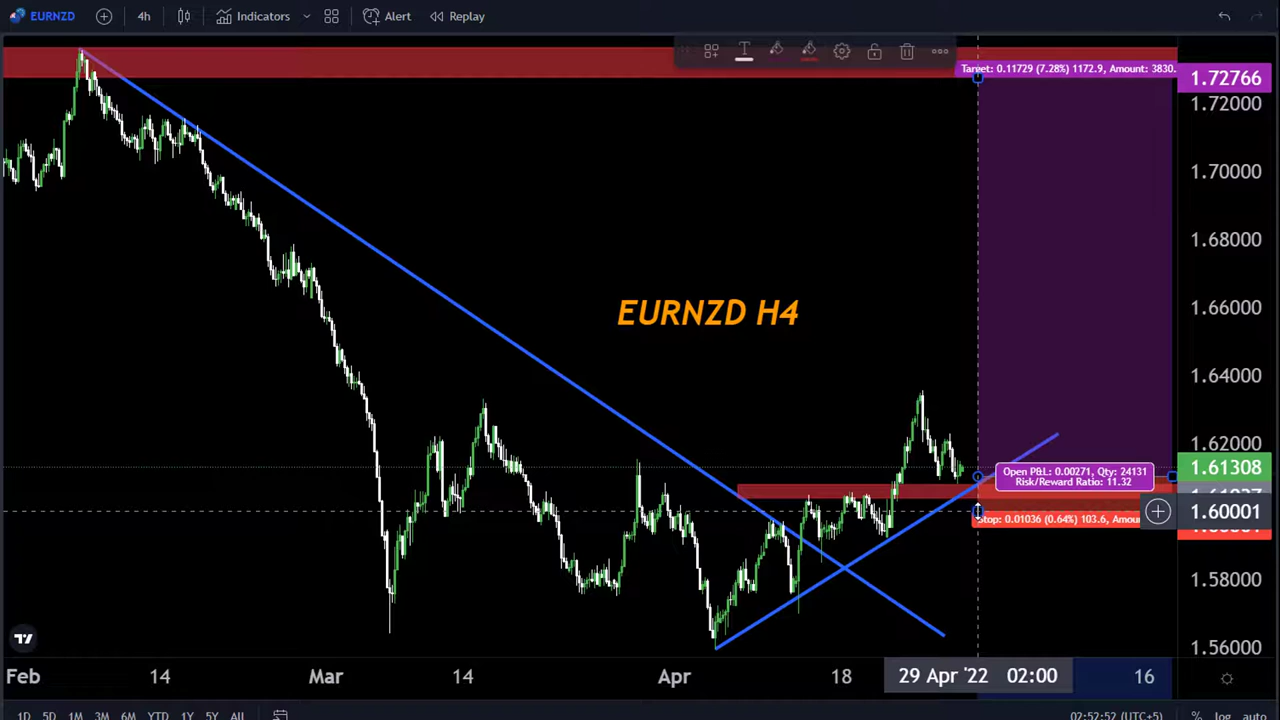 EURNZD 4h Indicators Alert Replay
Target: 0.11729 (7.28%) 1172.9, Amount: 3830.
1.72766
1.72000
1.70000
1.68000
1.66000
EURNZD H4
1.64000
1.62000
1.61308
Open P&L: 0.00271, Qty: 24131
Risk/Reward Ratio: 11.32
1.60001
Stop: 0.01036 (0.64%) 103.6, Amou
1.58000
1.56000
Feb 14 Mar 14 Apr 18 29 Apr '22 02:00 16
1D 5D 1M 3M 6M YTD 1Y 5Y All 02:52:52 (UTC+5) % log auto